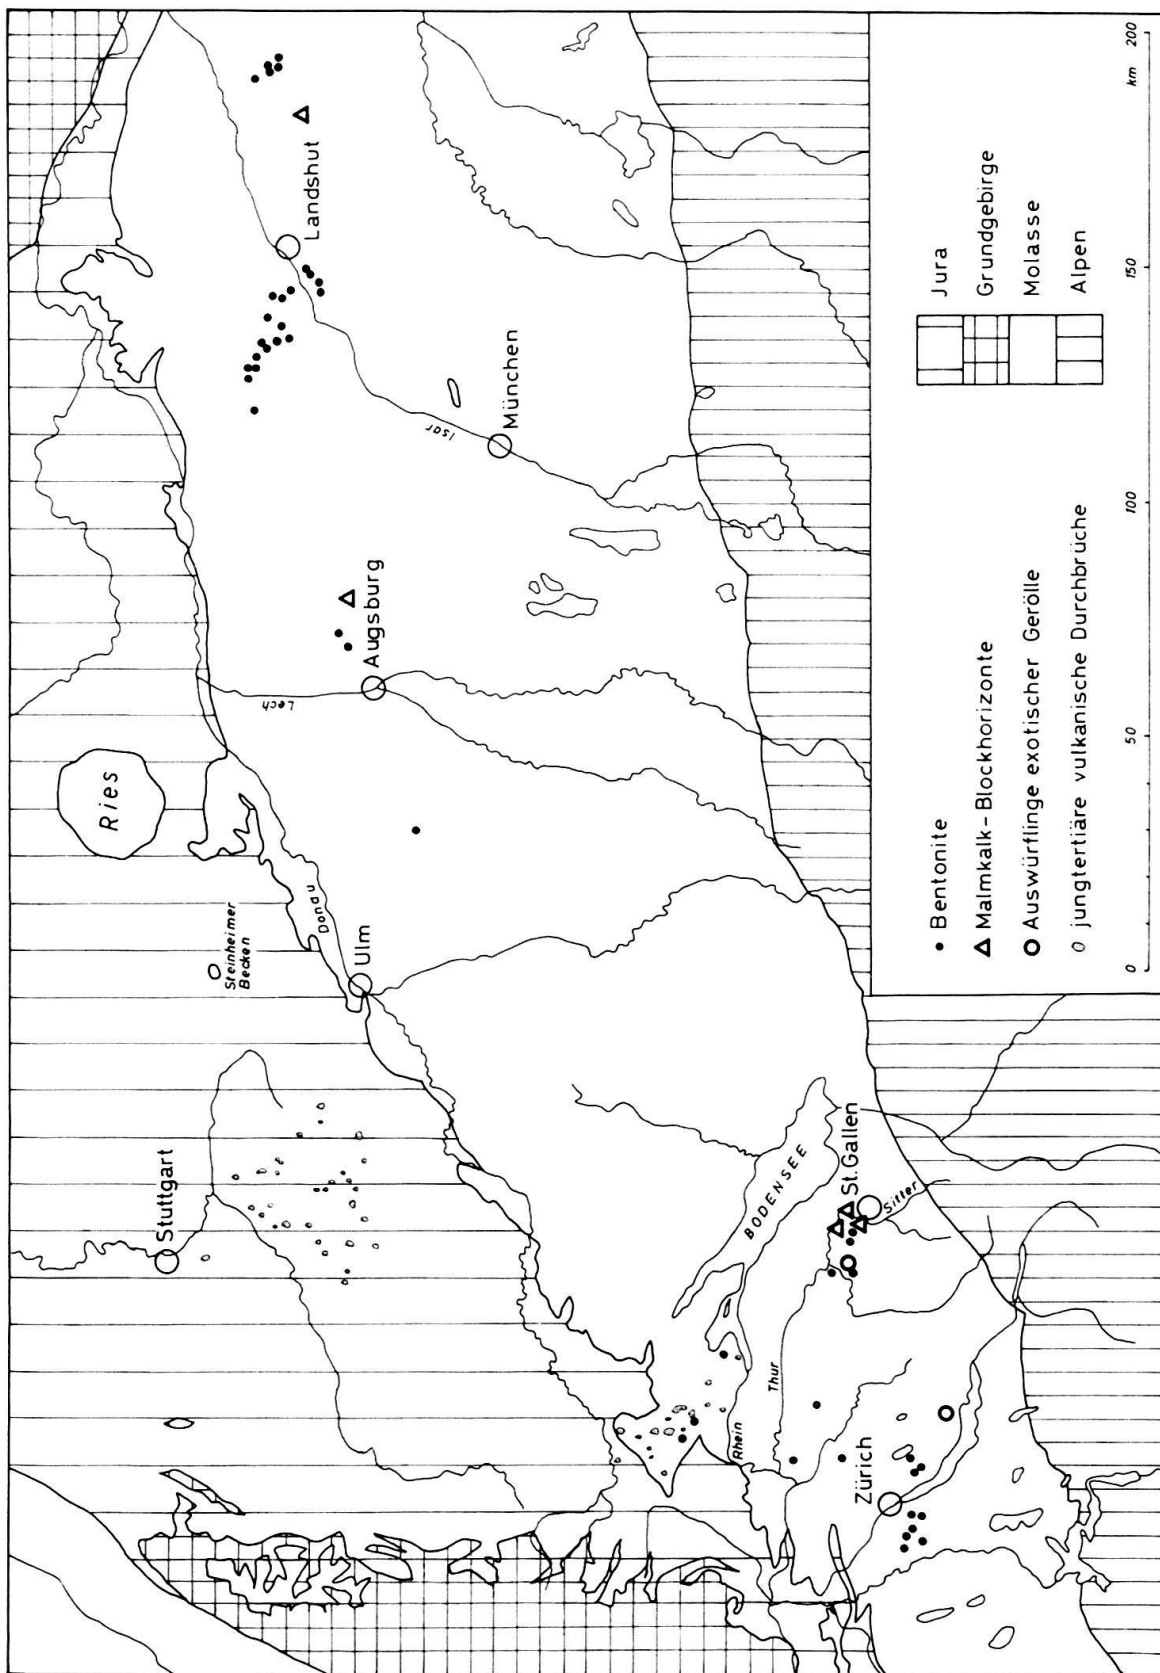 Ries
Steinheimer
Becken
Stuttgart
Donau
Ulm
Lech
Augsburg
Isar
München
Landshut
BODENSEE
St.Gallen
Sitter
Thur
Rhein
Zürich
• Bentonite
△ Malmkalk-Blockhorizonte
O Auswürflinge exotischer Gerölle
0 jungtertiäre vulkanische Durchbrüche
Jura
Grundgebirge
Molasse
Alpen
0 50 100 150 km 200